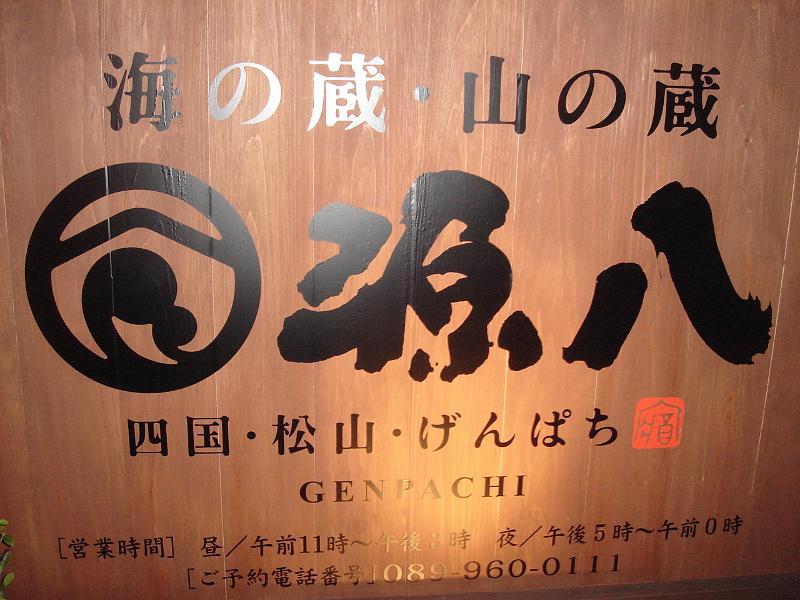 海の蔵・山の蔵
源八
四国・松山・げんぱち
GENPACHI
[営業時間] 昼／午前11時～午後3時 夜／午後5時～午前0時
[ご予約電話番号]089-960-0111